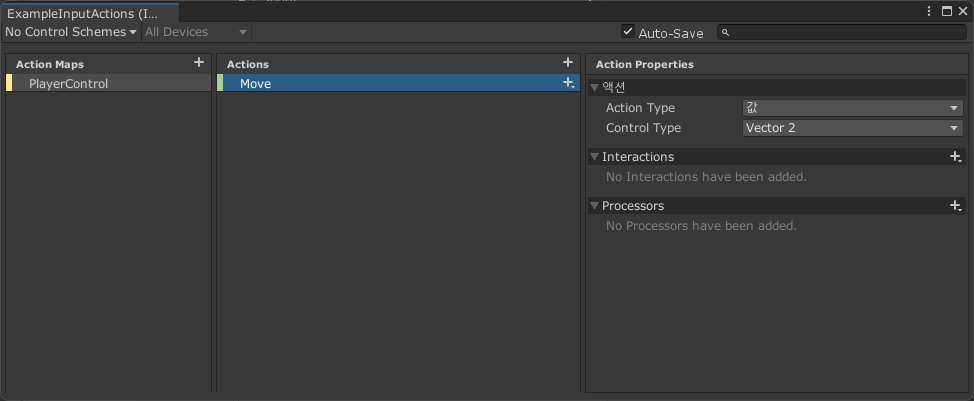 ExampleInputActions (I...
No Control Schemes All Devices Auto-Save
Action Maps
PlayerControl
Actions
Move
Action Properties
액션
Action Type 값
Control Type Vector 2
Interactions
No Interactions have been added.
Processors
No Processors have been added.